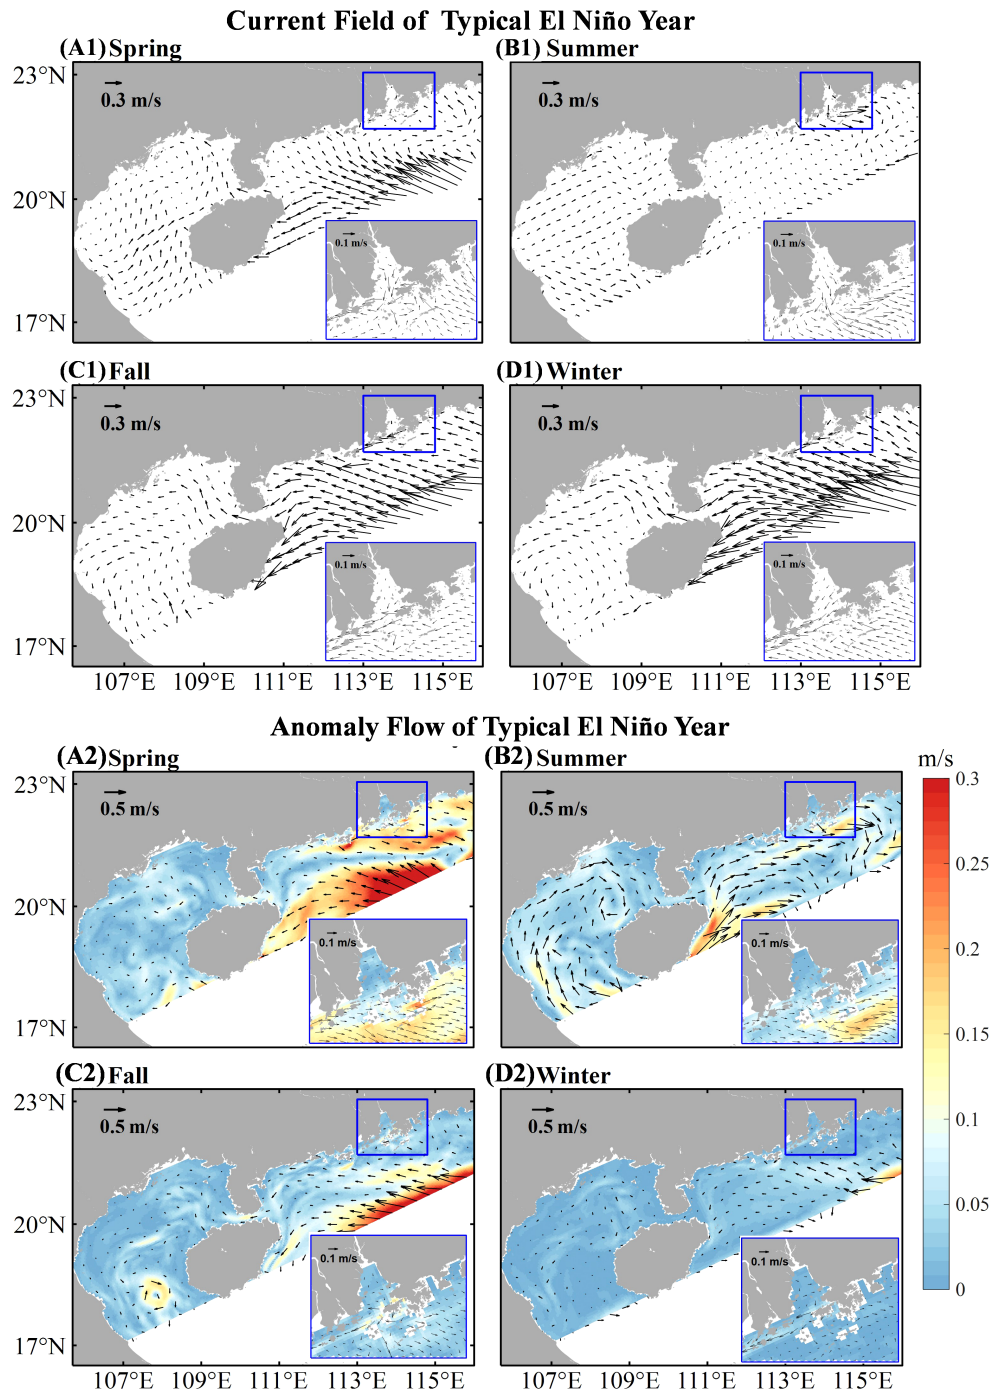 Current Field of Typical El Niño Year
(A1) Spring
(B1) Summer
23°N
20°N
17°N
0.3 m/s
0.1 m/s
0.3 m/s
0.1 m/s
(C1) Fall
(D1) Winter
23°N
20°N
17°N
0.3 m/s
0.1 m/s
0.3 m/s
0.1 m/s
107°E 109°E 111°E 113°E 115°E
107°E 109°E 111°E 113°E 115°E
Anomaly Flow of Typical El Niño Year
(A2) Spring
(B2) Summer
m/s
23°N
20°N
17°N
0.5 m/s
0.1 m/s
0.5 m/s
0.1 m/s
(C2) Fall
(D2) Winter
23°N
20°N
17°N
0.5 m/s
0.1 m/s
0.5 m/s
0.1 m/s
107°E 109°E 111°E 113°E 115°E
107°E 109°E 111°E 113°E 115°E
0.3
0.25
0.2
0.15
0.1
0.05
0